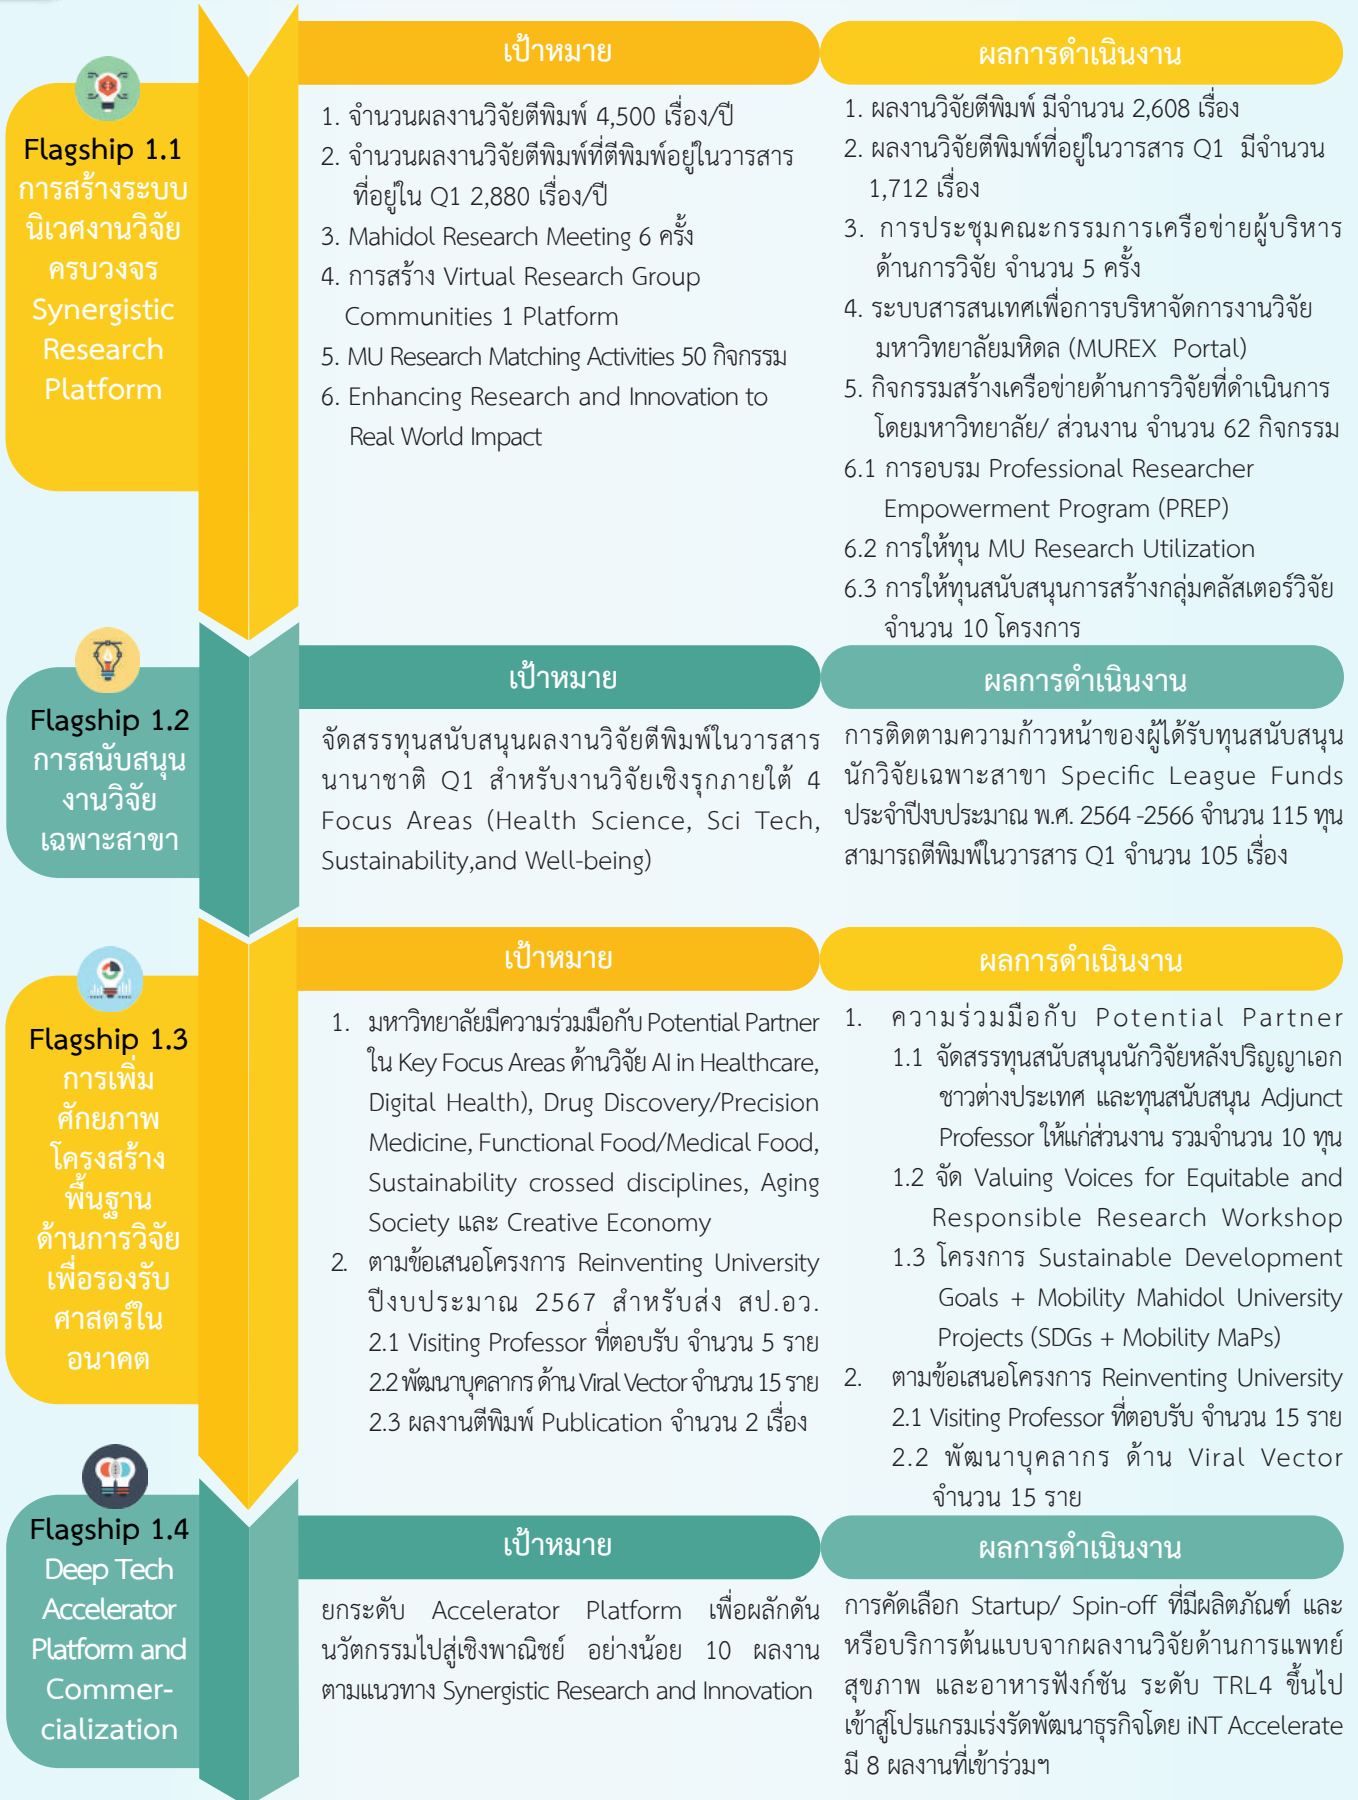 Flagship 1.1
การสร้างระบบ
นิเวศงานวิจัย
ครบวงจร
Synergistic
Research
Platform
เป้าหมาย
1. จำนวนผลงานวิจัยตีพิมพ์ 4,500 เรื่อง/ปี
2. จำนวนผลงานวิจัยตีพิมพ์ที่ตีพิมพ์อยู่ในวารสาร
ที่อยู่ใน Q1 2,880 เรื่อง/ปี
3. Mahidol Research Meeting 6 ครั้ง
4. การสร้าง Virtual Research Group
Communities 1 Platform
5. MU Research Matching Activities 50 กิจกรรม
6. Enhancing Research and Innovation to
Real World Impact
ผลการดำเนินงาน
1. ผลงานวิจัยตีพิมพ์ มีจำนวน 2,608 เรื่อง
2. ผลงานวิจัยตีพิมพ์ที่อยู่ในวารสาร Q1 มีจำนวน
1,712 เรื่อง
3. การประชุมคณะกรรมการเครือข่ายผู้บริหาร
ด้านการวิจัย จำนวน 5 ครั้ง
4. ระบบสารสนเทศเพื่อการบริหาจัดการงานวิจัย
มหาวิทยาลัยมหิดล (MUREX Portal)
5. กิจกรรมสร้างเครือข่ายด้านการวิจัยที่ดำเนินการ
โดยมหาวิทยาลัย/ ส่วนงาน จำนวน 62 กิจกรรม
6.1 การอบรม Professional Researcher
Empowerment Program (PREP)
6.2 การให้ทุน MU Research Utilization
6.3 การให้ทุนสนับสนุนการสร้างกลุ่มคลัสเตอร์วิจัย
จำนวน 10 โครงการ
Flagship 1.2
การสนับสนุน
งานวิจัย
เฉพาะสาขา
เป้าหมาย
จัดสรรทุนสนับสนุนผลงานวิจัยตีพิมพ์ในวารสาร
นานาชาติ Q1 สำหรับงานวิจัยเชิงรุกภายใต้ 4
Focus Areas (Health Science, Sci Tech,
Sustainability,and Well-being)
ผลการดำเนินงาน
การติดตามความก้าวหน้าของผู้ได้รับทุนสนับสนุน
นักวิจัยเฉพาะสาขา Specific League Funds
ประจำปีงบประมาณ พ.ศ. 2564 -2566 จำนวน 115 ทุน
สามารถตีพิมพ์ในวารสาร Q1 จำนวน 105 เรื่อง
Flagship 1.3
การเพิ่ม
ศักยภาพ
โครงสร้าง
พื้นฐาน
ด้านการวิจัย
เพื่อรองรับ
ศาสตร์ใน
อนาคต
เป้าหมาย
1. มหาวิทยาลัยมีความร่วมมือกับ Potential Partner
ใน Key Focus Areas ด้านวิจัย AI in Healthcare,
Digital Health), Drug Discovery/Precision
Medicine, Functional Food/Medical Food,
Sustainability crossed disciplines, Aging
Society และ Creative Economy
2. ตามข้อเสนอโครงการ Reinventing University
ปีงบประมาณ 2567 สำหรับส่ง สป.อว.
2.1 Visiting Professor ที่ตอบรับ จำนวน 5 ราย
2.2 พัฒนาบุคลากร ด้าน Viral Vector จำนวน 15 ราย
2.3 ผลงานตีพิมพ์ Publication จำนวน 2 เรื่อง
ผลการดำเนินงาน
1. ความร่วมมือกับ Potential Partner
1.1 จัดสรรทุนสนับสนุนนักวิจัยหลังปริญญาเอก
ชาวต่างประเทศ และทุนสนับสนุน Adjunct
Professor ให้แก่ส่วนงาน รวมจำนวน 10 ทุน
1.2 จัด Valuing Voices for Equitable and
Responsible Research Workshop
1.3 โครงการ Sustainable Development
Goals + Mobility Mahidol University
Projects (SDGs + Mobility MaPs)
2. ตามข้อเสนอโครงการ Reinventing University
2.1 Visiting Professor ที่ตอบรับ จำนวน 15 ราย
2.2 พัฒนาบุคลากร ด้าน Viral Vector
จำนวน 15 ราย
Flagship 1.4
Deep Tech
Accelerator
Platform and
Commer-
cialization
เป้าหมาย
ยกระดับ Accelerator Platform เพื่อผลักดัน
นวัตกรรมไปสู่เชิงพาณิชย์ อย่างน้อย 10 ผลงาน
ตามแนวทาง Synergistic Research and Innovation
ผลการดำเนินงาน
การคัดเลือก Startup/ Spin-off ที่มีผลิตภัณฑ์ และ
หรือบริการต้นแบบจากผลงานวิจัยด้านการแพทย์
สุขภาพ และอาหารฟังก์ชัน ระดับ TRL4 ขึ้นไป
เข้าสู่โปรแกรมเร่งรัดพัฒนาธุรกิจโดย iNT Accelerate
มี 8 ผลงานที่เข้าร่วมฯ